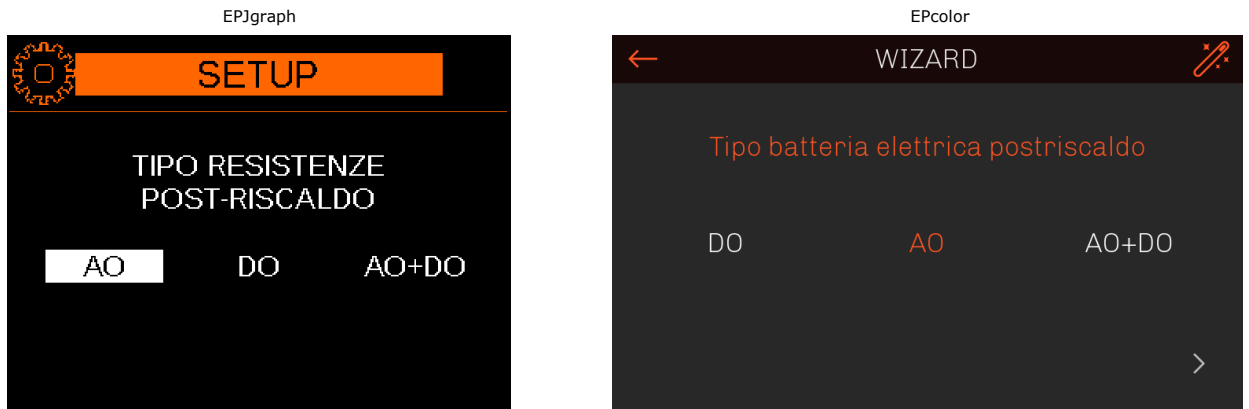 EPJgraph
SETUP
TIPO RESISTENZE
POST-RISCALDO
AO DO AO+DO
EPcolor
WIZARD
Tipo batteria elettrica postriscaldo
DO AO AO+DO